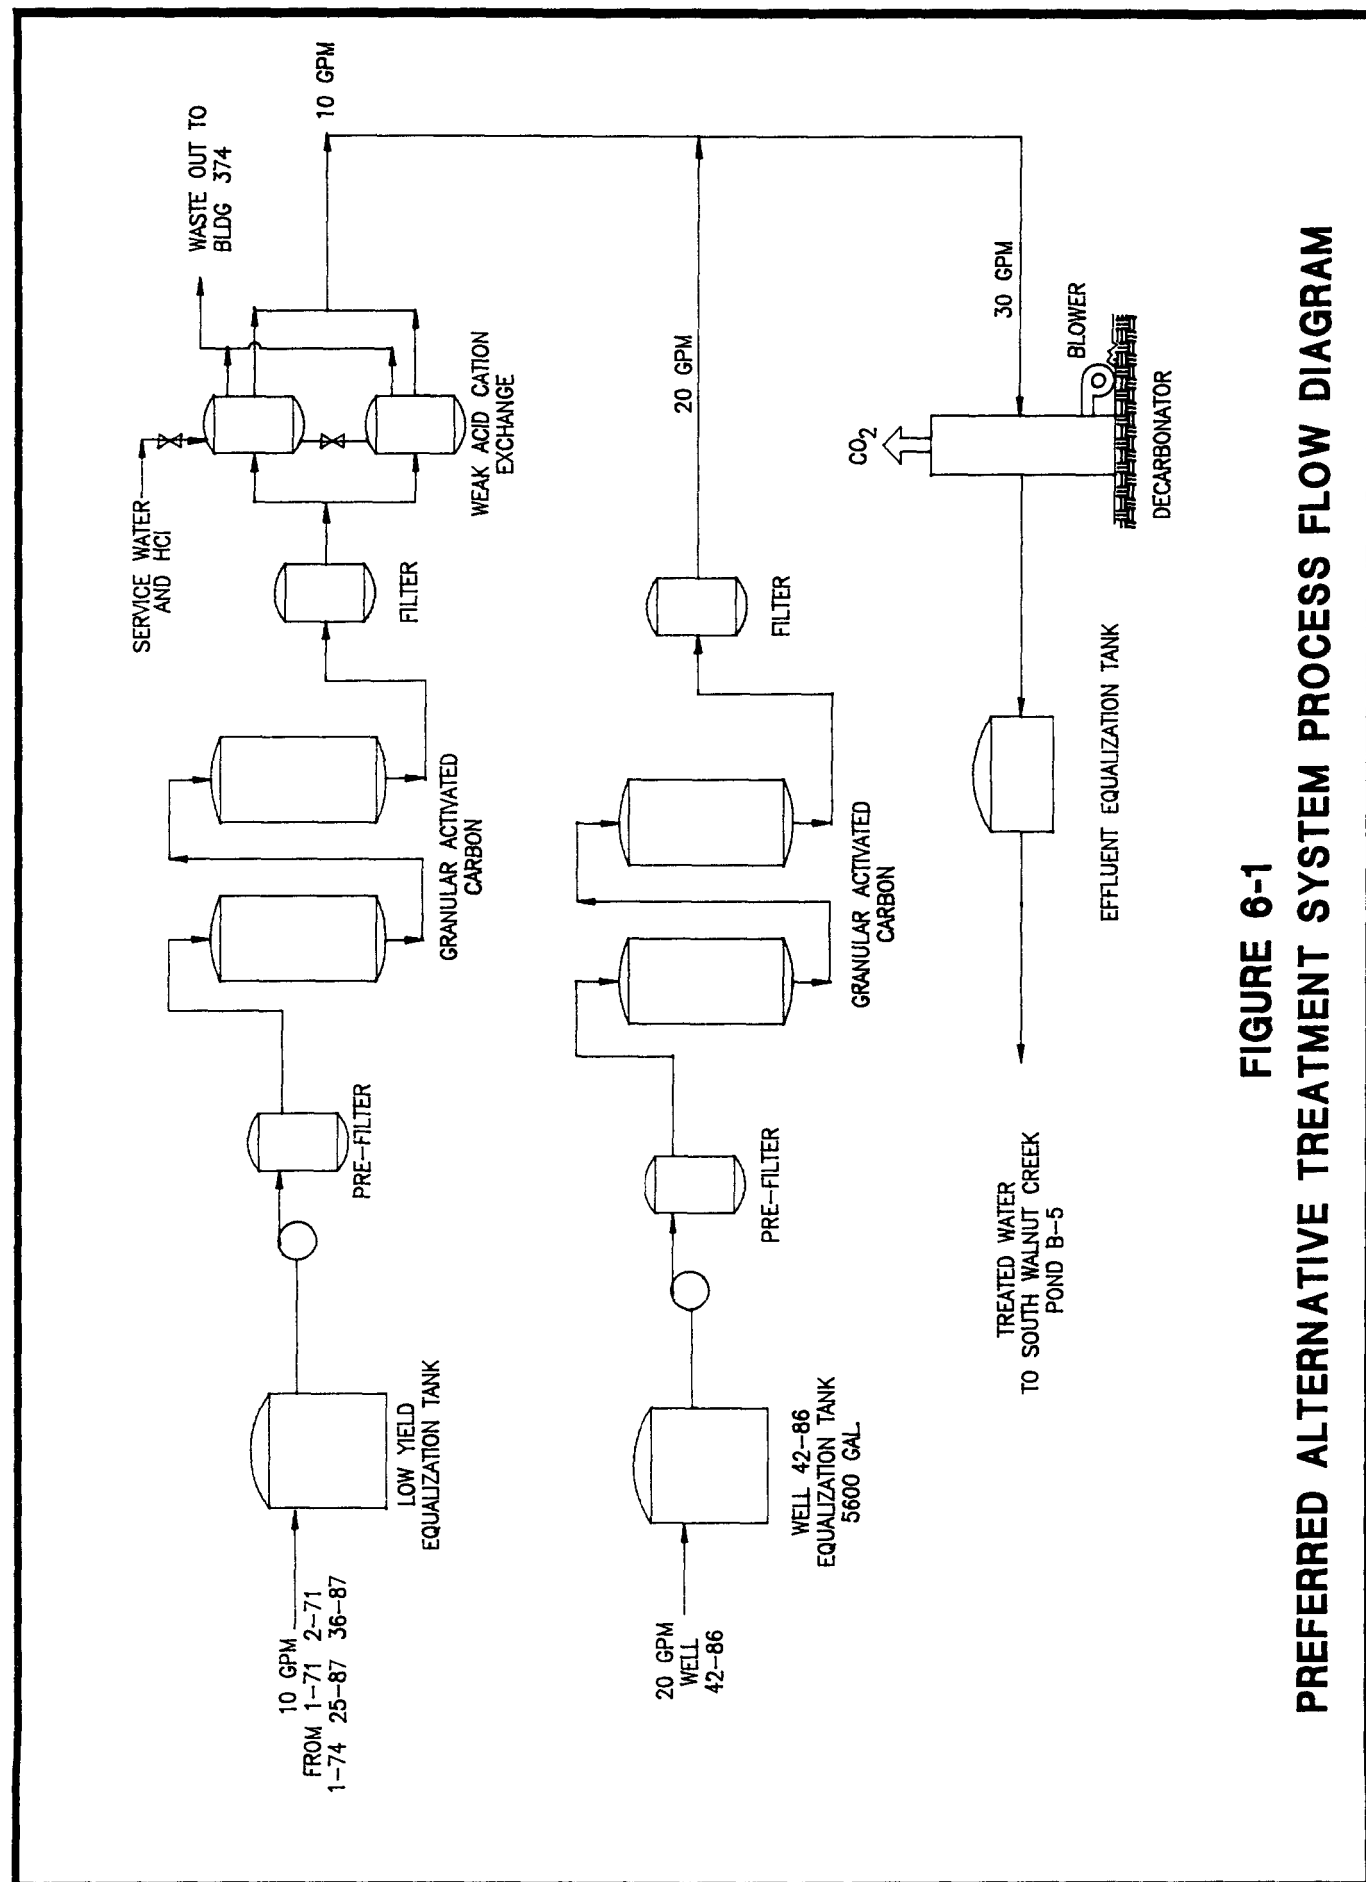 10 GPM
FROM 1-71 2-71
1-74 25-87 36-87
LOW YIELD
EQUALIZATION TANK
PRE-FILTER
GRANULAR ACTIVATED
CARBON
FILTER
SERVICE WATER
AND HCl
WEAK ACID CATION
EXCHANGE
WASTE OUT TO
BLDG 374
10 GPM
20 GPM
WELL
42-86
WELL 42-86
EQUALIZATION TANK
5600 GAL.
PRE-FILTER
GRANULAR ACTIVATED
CARBON
FILTER
20 GPM
TREATED WATER
TO SOUTH WALNUT CREEK
POND B-5
EFFLUENT EQUALIZATION TANK
CO2
30 GPM
BLOWER
DECARBONATOR
FIGURE 6-1
PREFERRED ALTERNATIVE TREATMENT SYSTEM PROCESS FLOW DIAGRAM